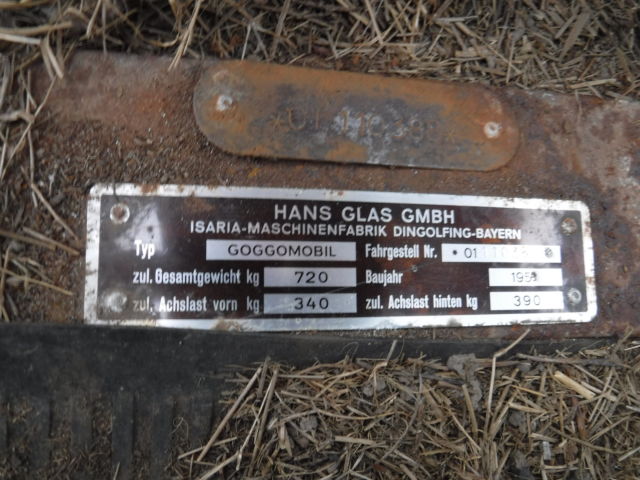 HANS GLAS GMBH
ISARIA-MASCHINENFABRIK DINGOLFING-BAYERN
Typ GOGGOMOBIL Fahrgestell Nr.
zul. Gesamtgewicht kg 720 Baujahr
zul. Achslast vorn kg 340 zul. Achslast hinten kg 390